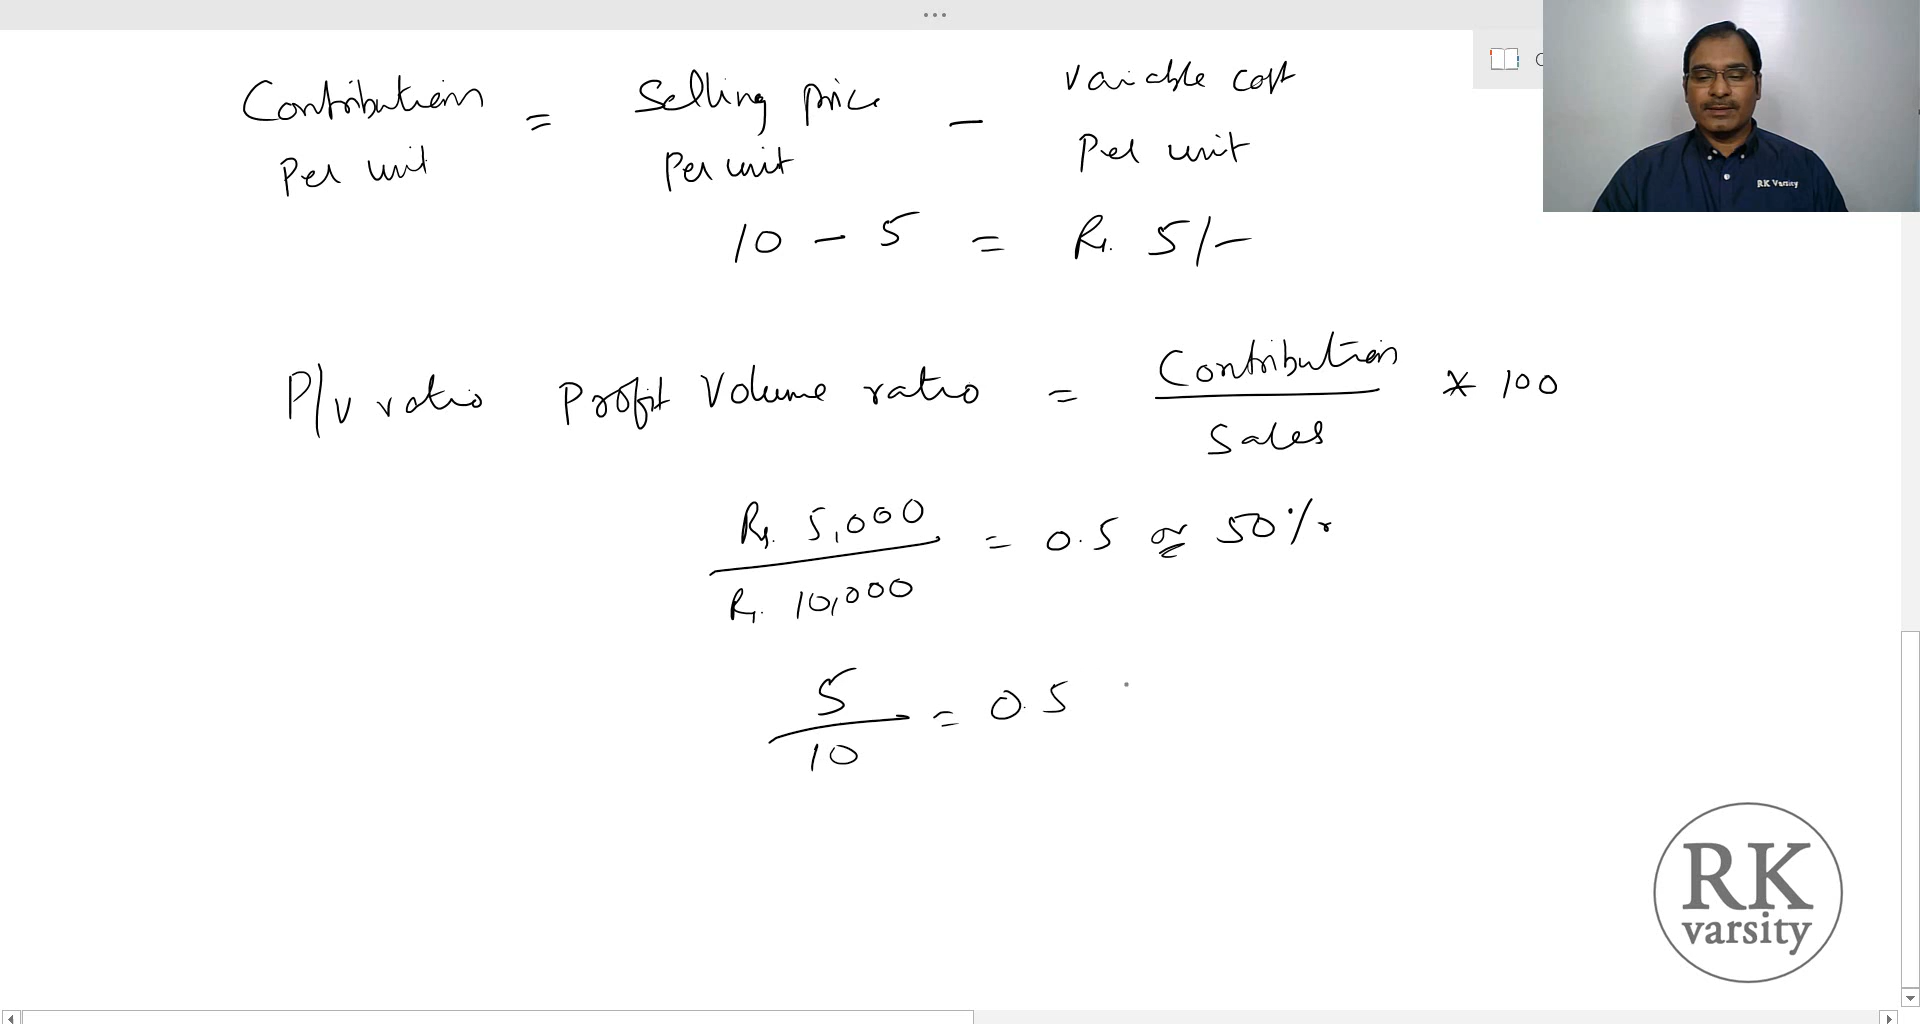 Contribution Per unit = Selling price Per unit - Variable cost Per unit
10 - 5 = Rs. 5/-
P/V ratio Profit Volume ratio = Contribution / Sales * 100
Rs. 5,000 / Rs. 10,000 = 0.5 or 50%
5 / 10 = 0.5
RK Varsity
RK
varsity